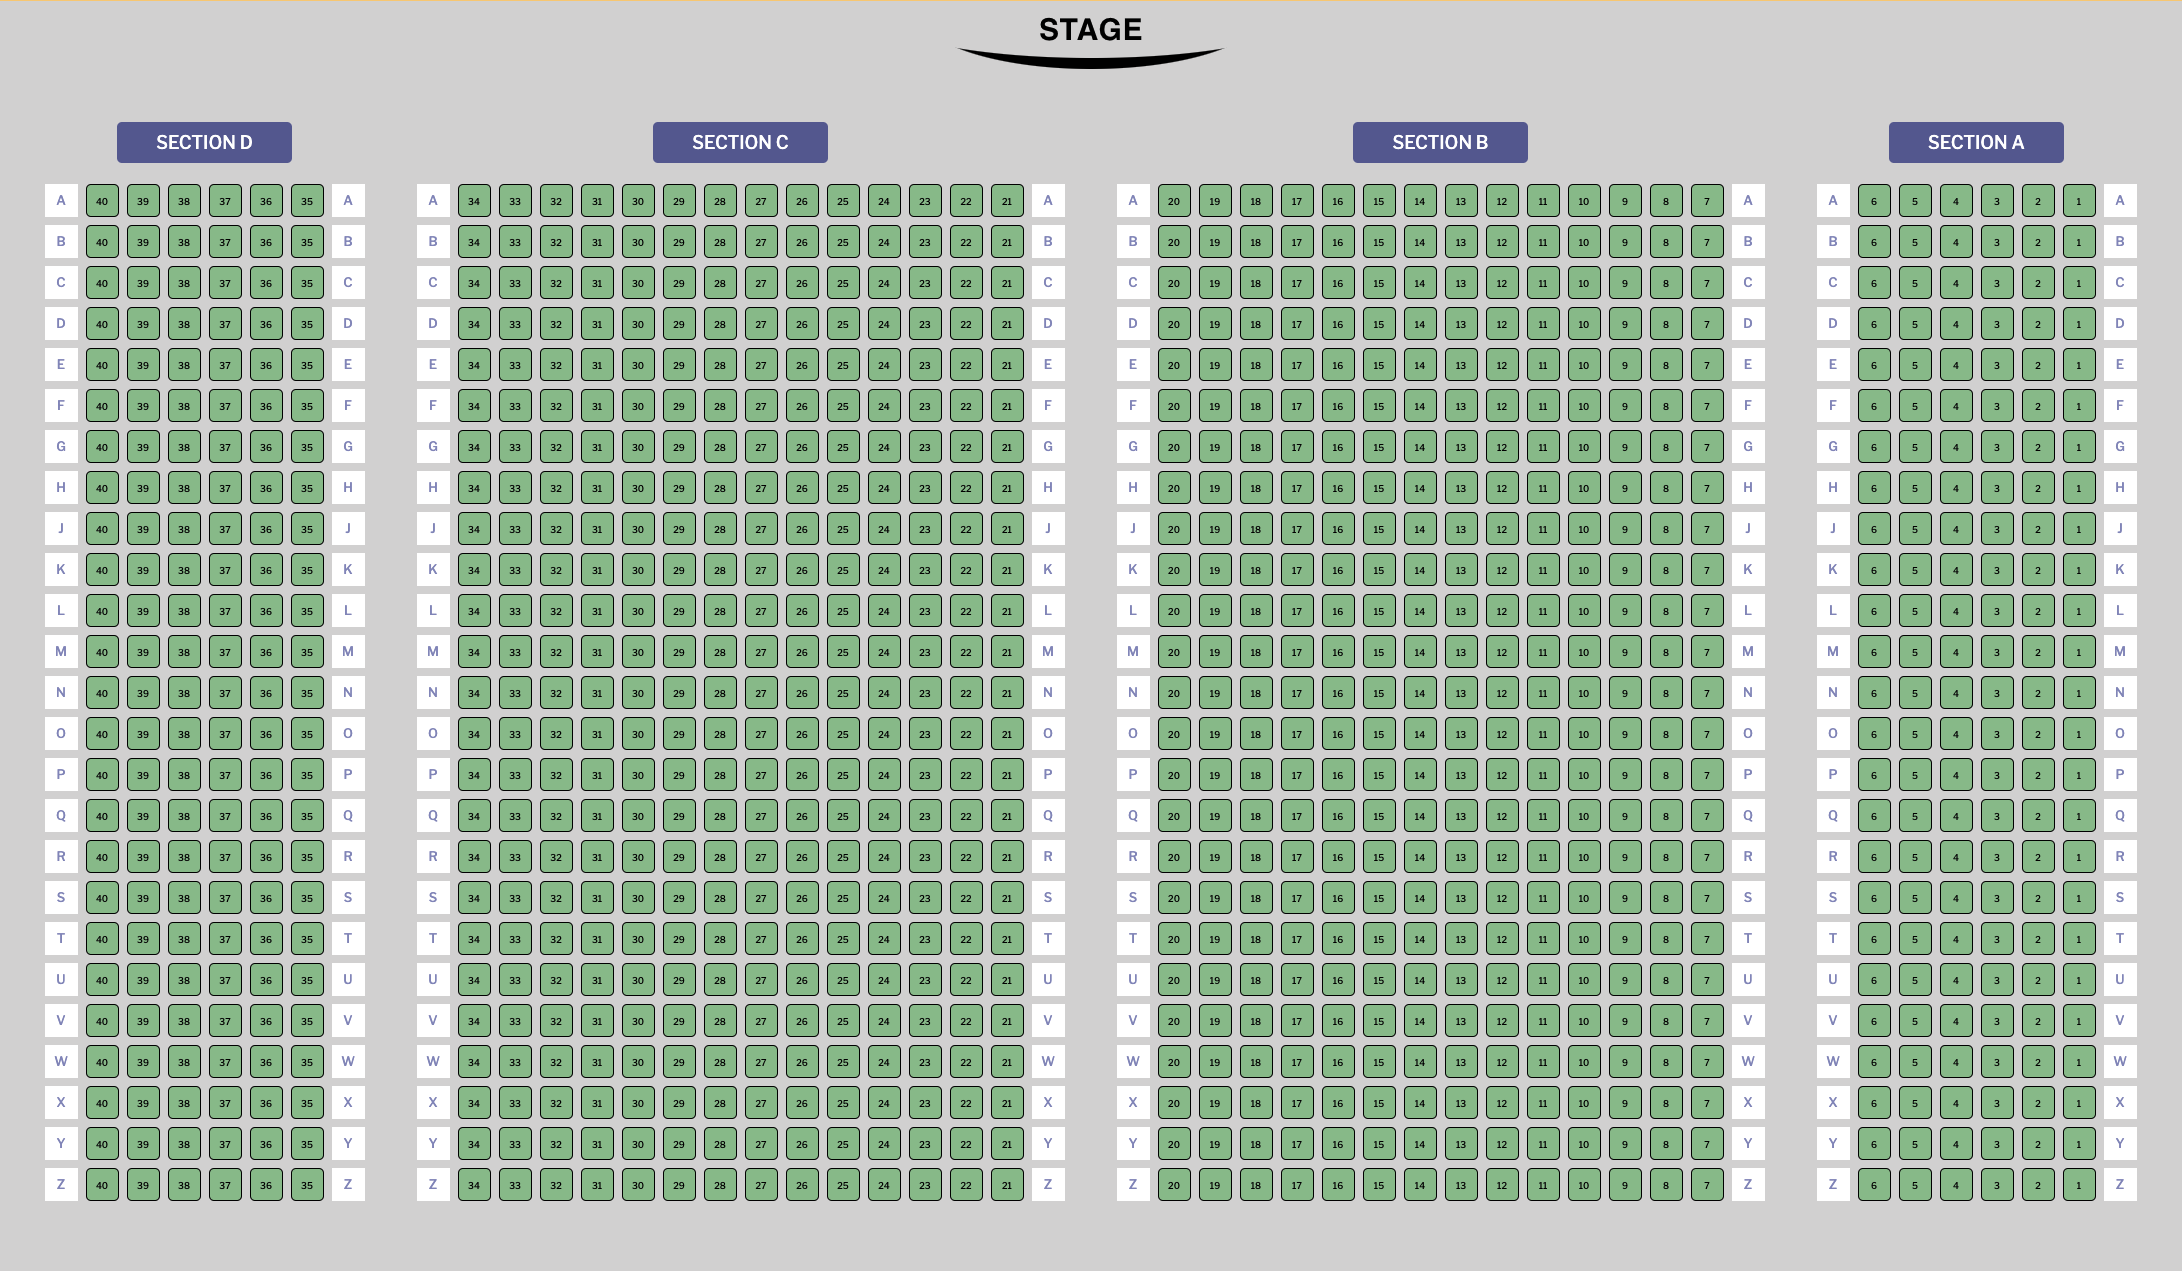 STAGE
SECTION D SECTION C SECTION B SECTION A
A 40 39 38 37 36 35 A A 34 33 32 31 30 29 28 27 26 25 24 23 22 21 A A 20 19 18 17 16 15 14 13 12 11 10 9 8 7 A A 6 5 4 3 2 1 A
B 40 39 38 37 36 35 B B 34 33 32 31 30 29 28 27 26 25 24 23 22 21 B B 20 19 18 17 16 15 14 13 12 11 10 9 8 7 B B 6 5 4 3 2 1 B
C 40 39 38 37 36 35 C C 34 33 32 31 30 29 28 27 26 25 24 23 22 21 C C 20 19 18 17 16 15 14 13 12 11 10 9 8 7 C C 6 5 4 3 2 1 C
D 40 39 38 37 36 35 D D 34 33 32 31 30 29 28 27 26 25 24 23 22 21 D D 20 19 18 17 16 15 14 13 12 11 10 9 8 7 D D 6 5 4 3 2 1 D
E 40 39 38 37 36 35 E E 34 33 32 31 30 29 28 27 26 25 24 23 22 21 E E 20 19 18 17 16 15 14 13 12 11 10 9 8 7 E E 6 5 4 3 2 1 E
F 40 39 38 37 36 35 F F 34 33 32 31 30 29 28 27 26 25 24 23 22 21 F F 20 19 18 17 16 15 14 13 12 11 10 9 8 7 F F 6 5 4 3 2 1 F
G 40 39 38 37 36 35 G G 34 33 32 31 30 29 28 27 26 25 24 23 22 21 G G 20 19 18 17 16 15 14 13 12 11 10 9 8 7 G G 6 5 4 3 2 1 G
H 40 39 38 37 36 35 H H 34 33 32 31 30 29 28 27 26 25 24 23 22 21 H H 20 19 18 17 16 15 14 13 12 11 10 9 8 7 H H 6 5 4 3 2 1 H
J 40 39 38 37 36 35 J J 34 33 32 31 30 29 28 27 26 25 24 23 22 21 J J 20 19 18 17 16 15 14 13 12 11 10 9 8 7 J J 6 5 4 3 2 1 J
K 40 39 38 37 36 35 K K 34 33 32 31 30 29 28 27 26 25 24 23 22 21 K K 20 19 18 17 16 15 14 13 12 11 10 9 8 7 K K 6 5 4 3 2 1 K
L 40 39 38 37 36 35 L L 34 33 32 31 30 29 28 27 26 25 24 23 22 21 L L 20 19 18 17 16 15 14 13 12 11 10 9 8 7 L L 6 5 4 3 2 1 L
M 40 39 38 37 36 35 M M 34 33 32 31 30 29 28 27 26 25 24 23 22 21 M M 20 19 18 17 16 15 14 13 12 11 10 9 8 7 M M 6 5 4 3 2 1 M
N 40 39 38 37 36 35 N N 34 33 32 31 30 29 28 27 26 25 24 23 22 21 N N 20 19 18 17 16 15 14 13 12 11 10 9 8 7 N N 6 5 4 3 2 1 N
O 40 39 38 37 36 35 O O 34 33 32 31 30 29 28 27 26 25 24 23 22 21 O O 20 19 18 17 16 15 14 13 12 11 10 9 8 7 O O 6 5 4 3 2 1 O
P 40 39 38 37 36 35 P P 34 33 32 31 30 29 28 27 26 25 24 23 22 21 P P 20 19 18 17 16 15 14 13 12 11 10 9 8 7 P P 6 5 4 3 2 1 P
Q 40 39 38 37 36 35 Q Q 34 33 32 31 30 29 28 27 26 25 24 23 22 21 Q Q 20 19 18 17 16 15 14 13 12 11 10 9 8 7 Q Q 6 5 4 3 2 1 Q
R 40 39 38 37 36 35 R R 34 33 32 31 30 29 28 27 26 25 24 23 22 21 R R 20 19 18 17 16 15 14 13 12 11 10 9 8 7 R R 6 5 4 3 2 1 R
S 40 39 38 37 36 35 S S 34 33 32 31 30 29 28 27 26 25 24 23 22 21 S S 20 19 18 17 16 15 14 13 12 11 10 9 8 7 S S 6 5 4 3 2 1 S
T 40 39 38 37 36 35 T T 34 33 32 31 30 29 28 27 26 25 24 23 22 21 T T 20 19 18 17 16 15 14 13 12 11 10 9 8 7 T T 6 5 4 3 2 1 T
U 40 39 38 37 36 35 U U 34 33 32 31 30 29 28 27 26 25 24 23 22 21 U U 20 19 18 17 16 15 14 13 12 11 10 9 8 7 U U 6 5 4 3 2 1 U
V 40 39 38 37 36 35 V V 34 33 32 31 30 29 28 27 26 25 24 23 22 21 V V 20 19 18 17 16 15 14 13 12 11 10 9 8 7 V V 6 5 4 3 2 1 V
W 40 39 38 37 36 35 W W 34 33 32 31 30 29 28 27 26 25 24 23 22 21 W W 20 19 18 17 16 15 14 13 12 11 10 9 8 7 W W 6 5 4 3 2 1 W
X 40 39 38 37 36 35 X X 34 33 32 31 30 29 28 27 26 25 24 23 22 21 X X 20 19 18 17 16 15 14 13 12 11 10 9 8 7 X X 6 5 4 3 2 1 X
Y 40 39 38 37 36 35 Y Y 34 33 32 31 30 29 28 27 26 25 24 23 22 21 Y Y 20 19 18 17 16 15 14 13 12 11 10 9 8 7 Y Y 6 5 4 3 2 1 Y
Z 40 39 38 37 36 35 Z Z 34 33 32 31 30 29 28 27 26 25 24 23 22 21 Z Z 20 19 18 17 16 15 14 13 12 11 10 9 8 7 Z Z 6 5 4 3 2 1 Z